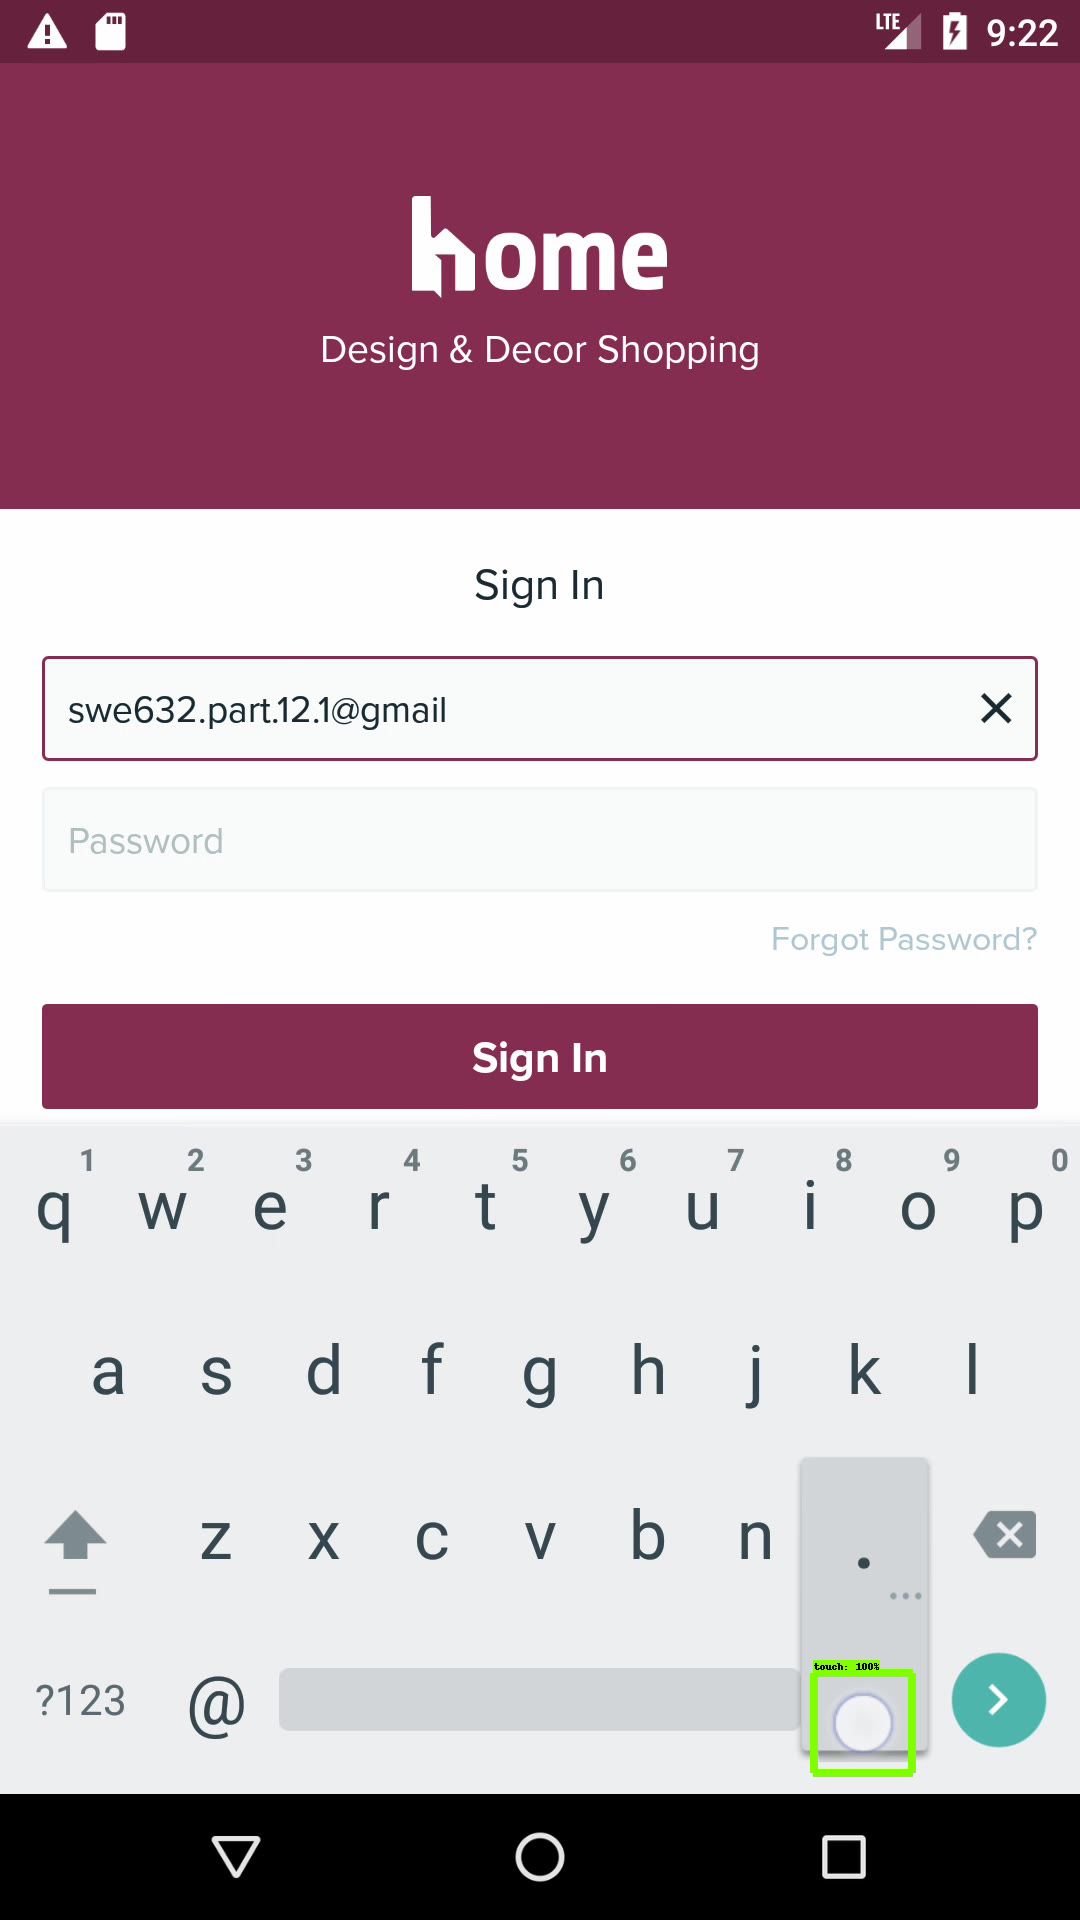 LTE 9:22
home
Design & Decor Shopping
Sign In
swe632.part.12.1@gmail
Password
Forgot Password?
Sign In
1 2 3 4 5 6 7 8 9 0
q w e r t y u i o p
a s d f g h j k l
z x c v b n .
touch: 100%
?123 @